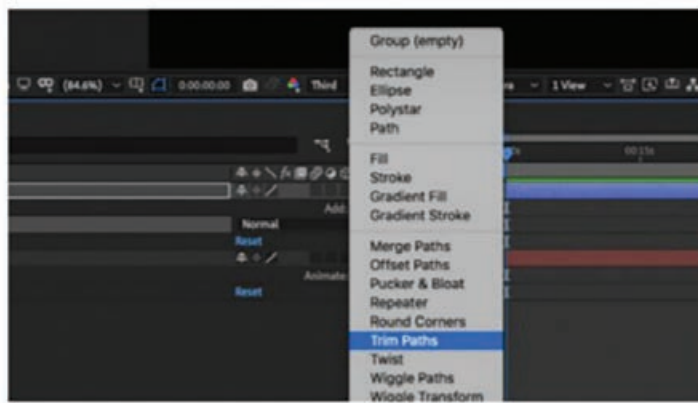 Group (empty)
Rectangle
Ellipse
Polystar
Path
Fill
Stroke
Gradient Fill
Gradient Stroke
Merge Paths
Offset Paths
Pucker & Bloat
Repeater
Round Corners
Trim Paths
Twist
Wiggle Paths
Wiggle Transform
(84.6%) 0:00:00:00 Third 1 View
00:15s
Add:
Normal
Reset
Animate:
Reset